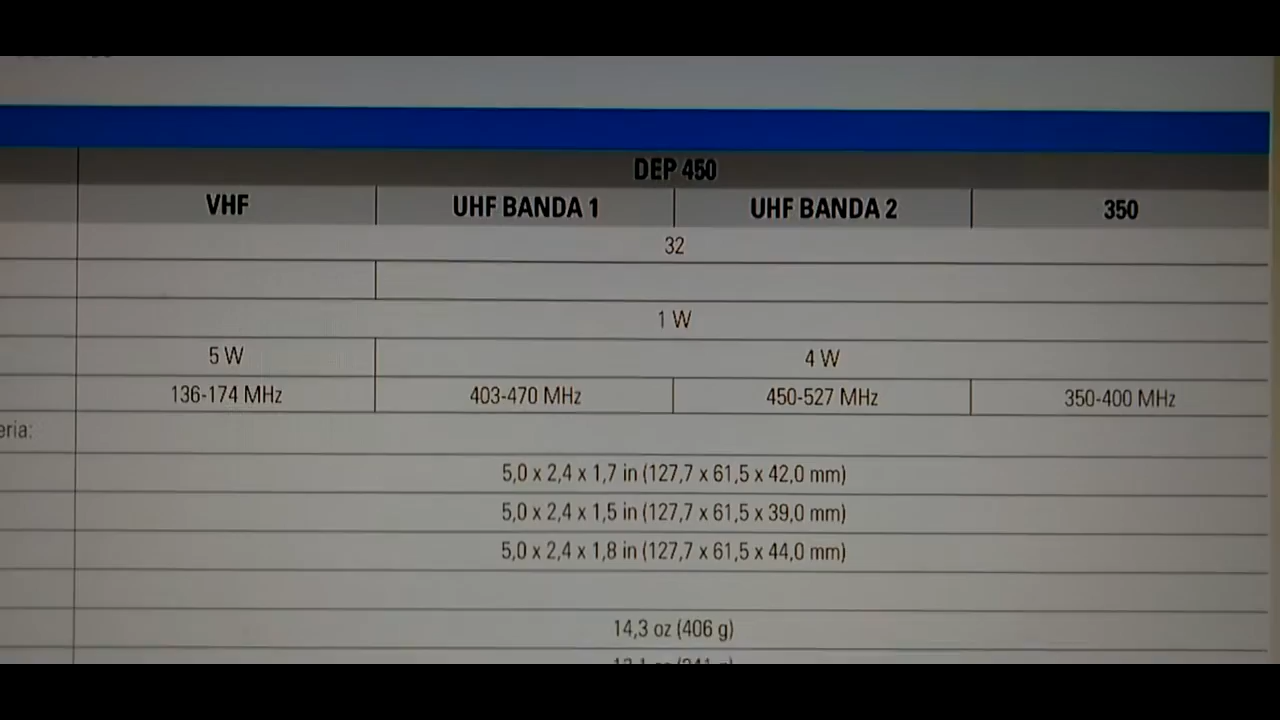 DEP 450
VHF UHF BANDA 1 UHF BANDA 2 350
32
1 W
5 W 4 W
136-174 MHz 403-470 MHz 450-527 MHz 350-400 MHz
eria:
5,0 x 2,4 x 1,7 in (127,7 x 61,5 x 42,0 mm)
5,0 x 2,4 x 1,5 in (127,7 x 61,5 x 39,0 mm)
5,0 x 2,4 x 1,8 in (127,7 x 61,5 x 44,0 mm)
14,3 oz (406 g)